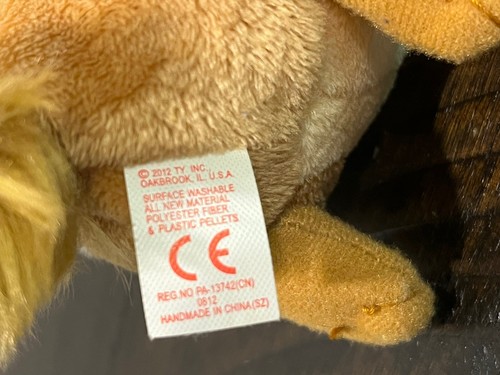 © 2012 TY INC.,
OAKBROOK, IL, U.S.A.
SURFACE WASHABLE
ALL NEW MATERIAL
POLYESTER FIBER
& PLASTIC PELLETS
CE
REG.NO PA-13742(CN)
0812
HANDMADE IN CHINA(SZ)